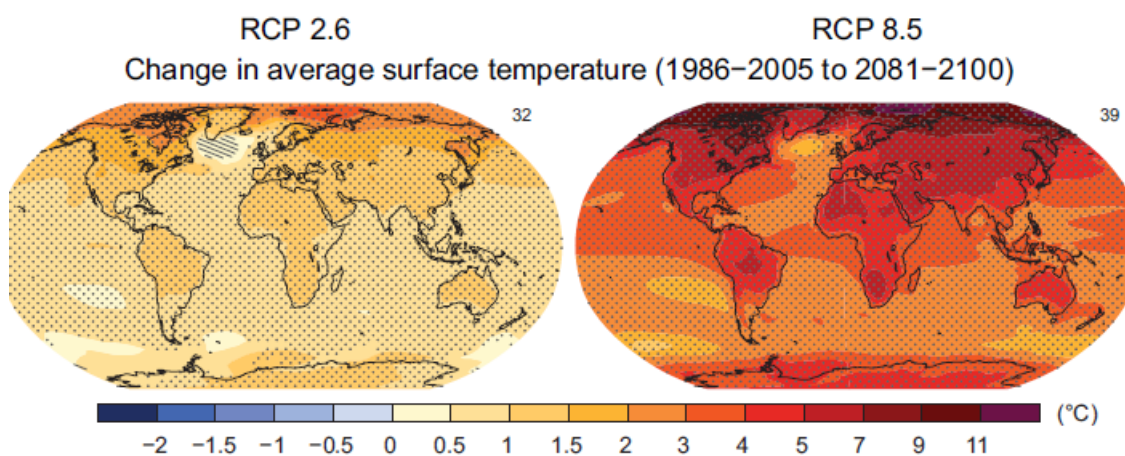 RCP 2.6 RCP 8.5
Change in average surface temperature (1986−2005 to 2081−2100)
32 39
−2 −1.5 −1 −0.5 0 0.5 1 1.5 2 3 4 5 7 9 11 (°C)